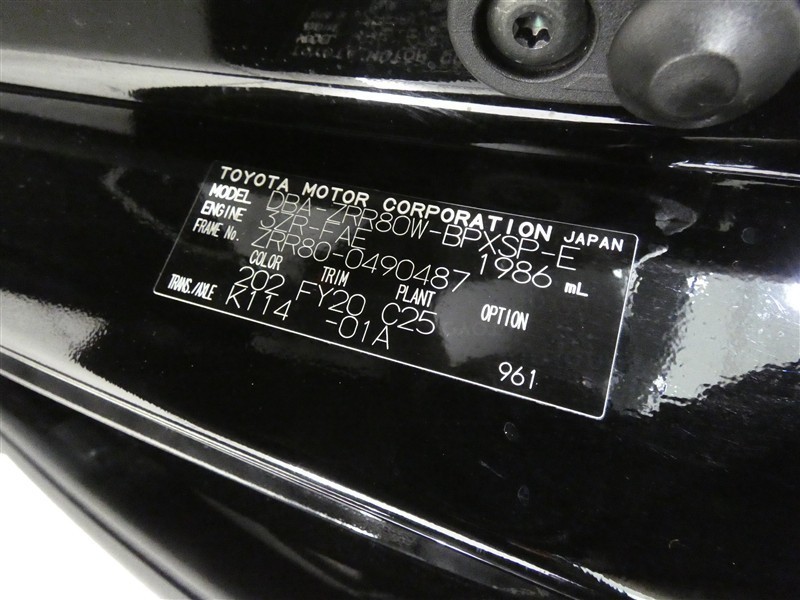 TOYOTA MOTOR CORPORATION JAPAN
MODEL DBA-ZRR80W-BPXSP-E
ENGINE 3ZR-FAE 1986 mL
FRAME No. ZRR80-0490487
COLOR TRIM PLANT OPTION
202 FY20 C25
TRANS./AXLE K114 -01A
961